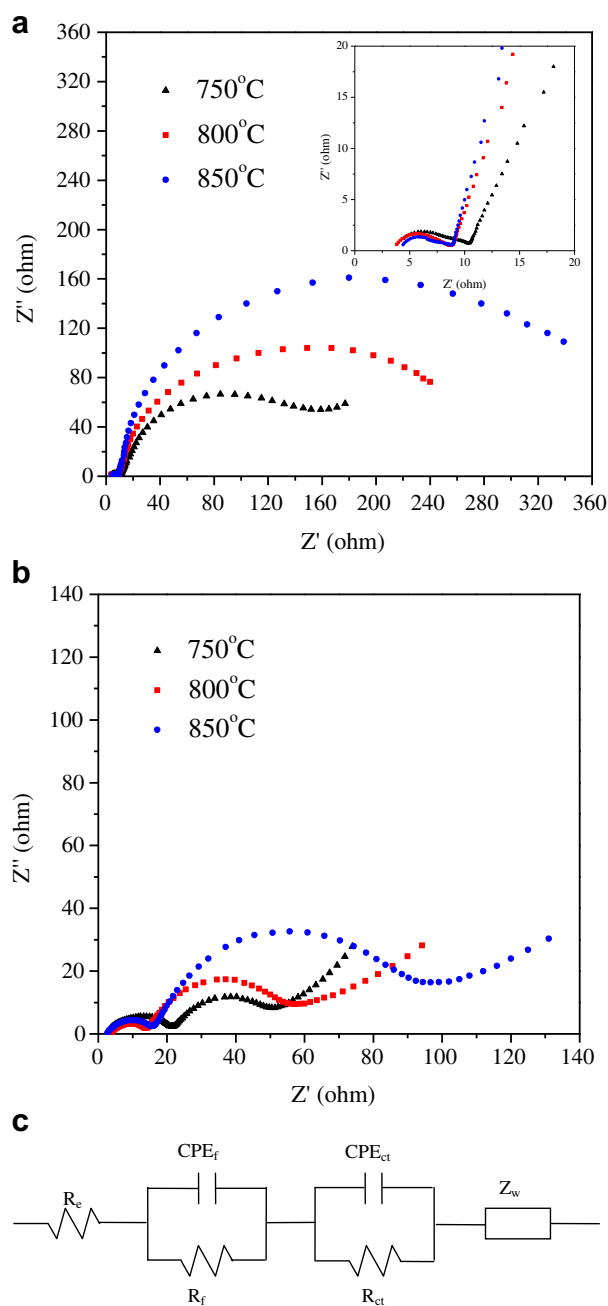 a
360
320
280
240
200
160
120
80
40
0
Z'' (ohm)
750°C
800°C
850°C
20
15
10
5
0
Z'' (ohm)
0 5 10 15 20
Z' (ohm)
0 40 80 120 160 200 240 280 320 360
Z' (ohm)
b
140
120
100
80
60
40
20
0
Z'' (ohm)
750°C
800°C
850°C
0 20 40 60 80 100 120 140
Z' (ohm)
c
CPEf CPEct
Re Zw
Rf Rct